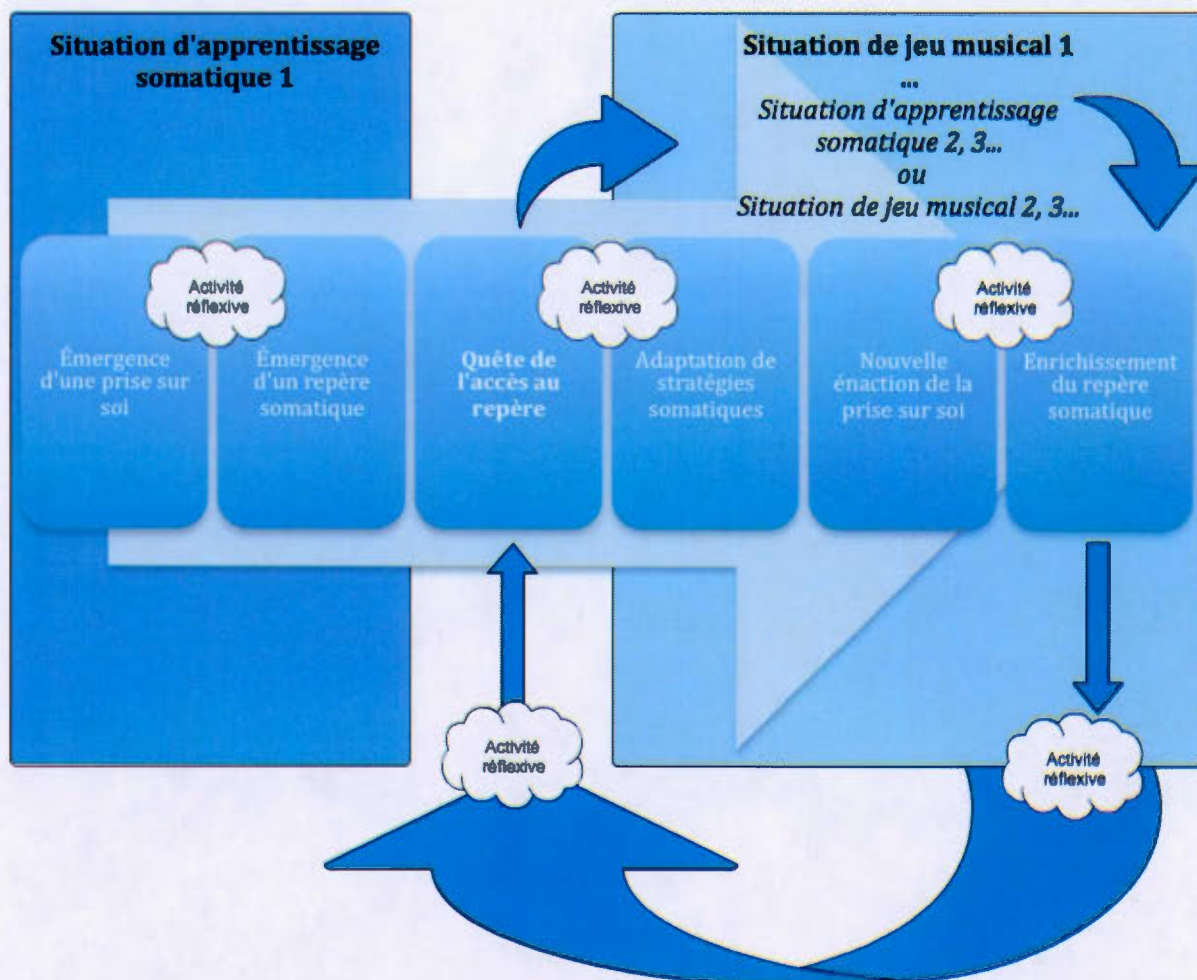 Situation d'apprentissage
somatique 1
Situation de jeu musical 1
...
Situation d'apprentissage
somatique 2, 3...
ou
Situation de jeu musical 2, 3...
Activité
réflexive
Activité
réflexive
Activité
réflexive
Émergence
d'une prise sur
soi
Émergence
d'un repère
somatique
Quête de
l'accès au
repère
Adaptation de
stratégies
somatiques
Nouvelle
énaction de la
prise sur soi
Enrichissement
du repère
somatique
Activité
réflexive
Activité
réflexive